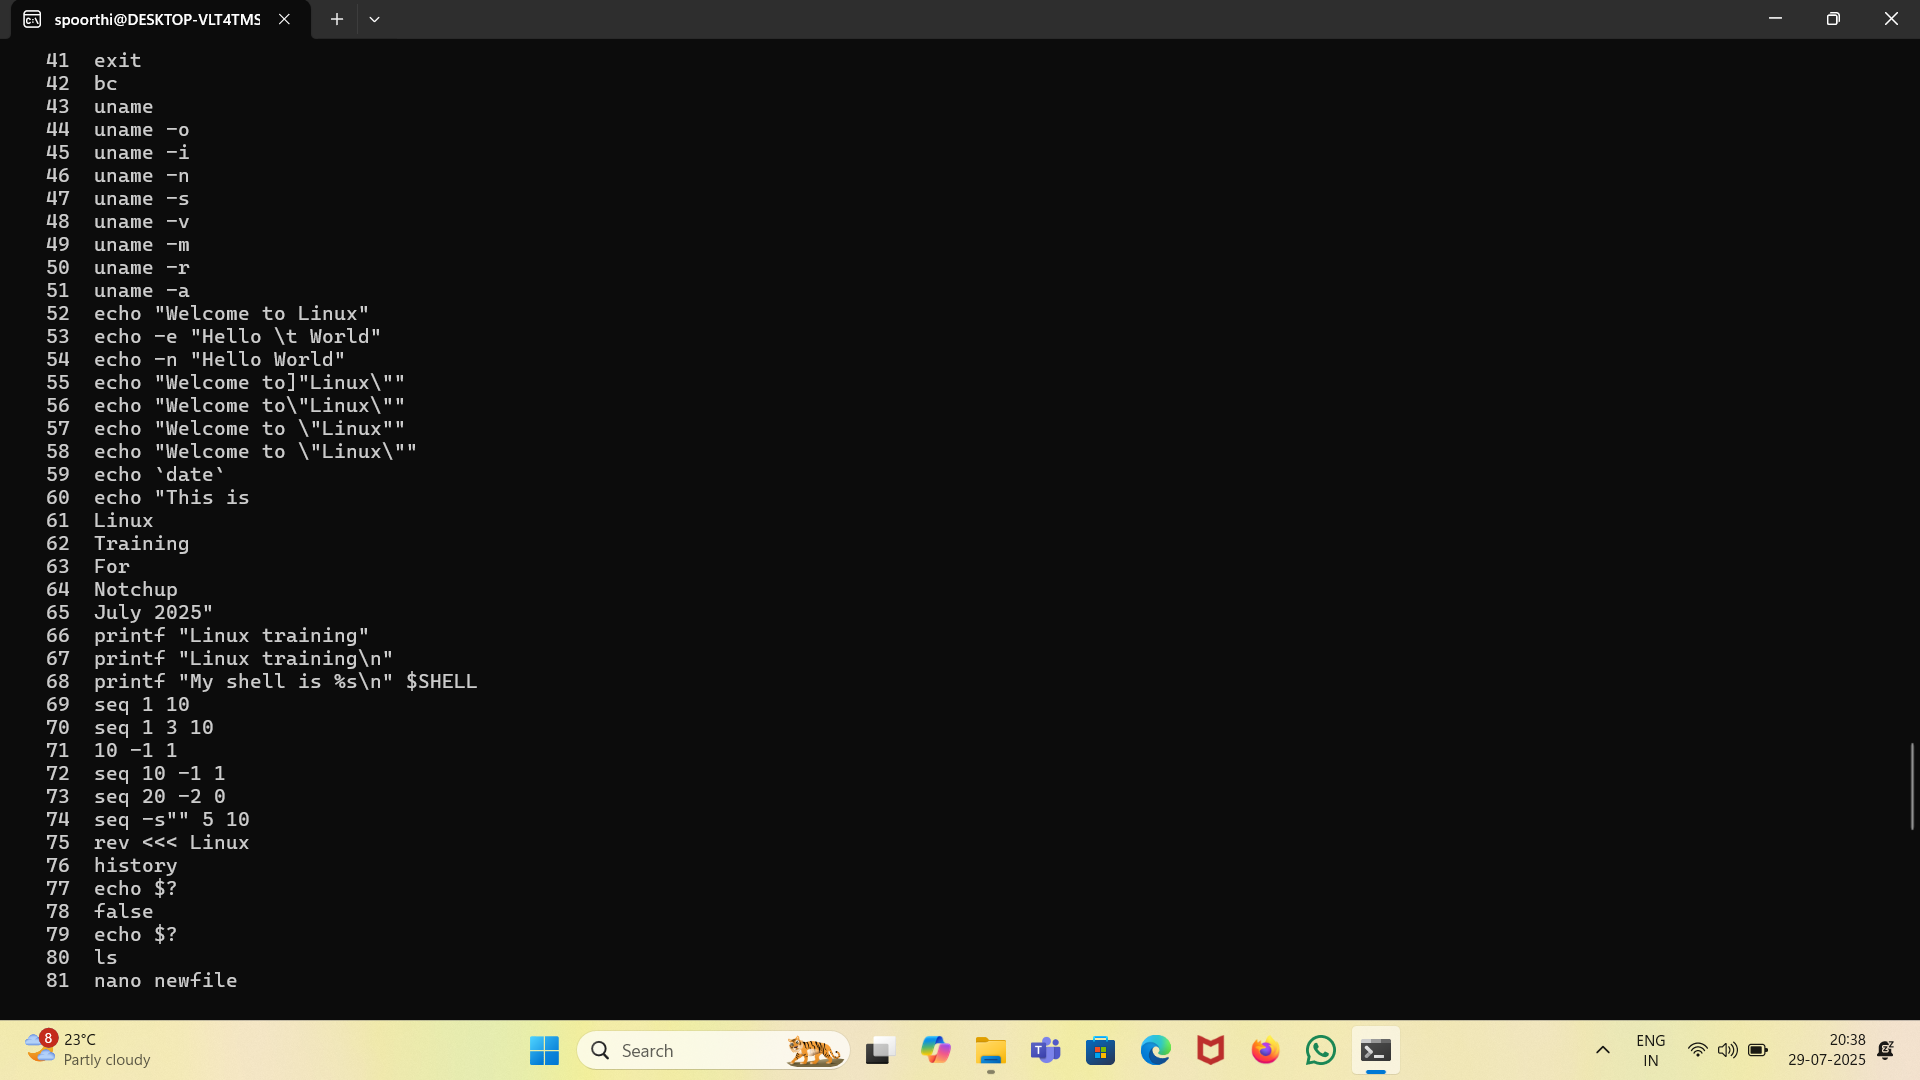 spoorthi@DESKTOP-VLT4TMS
41 exit
42 bc
43 uname
44 uname -o
45 uname -i
46 uname -n
47 uname -s
48 uname -v
49 uname -m
50 uname -r
51 uname -a
52 echo "Welcome to Linux"
53 echo -e "Hello \t World"
54 echo -n "Hello World"
55 echo "Welcome to]"Linux\""
56 echo "Welcome to\"Linux\""
57 echo "Welcome to \"Linux""
58 echo "Welcome to \"Linux\""
59 echo `date`
60 echo "This is
61 Linux
62 Training
63 For
64 Notchup
65 July 2025"
66 printf "Linux training"
67 printf "Linux training\n"
68 printf "My shell is %s\n" $SHELL
69 seq 1 10
70 seq 1 3 10
71 10 -1 1
72 seq 10 -1 1
73 seq 20 -2 0
74 seq -s"" 5 10
75 rev <<< Linux
76 history
77 echo $?
78 false
79 echo $?
80 ls
81 nano newfile
8
23°C
Partly cloudy
Search
ENG
IN
20:38
29-07-2025